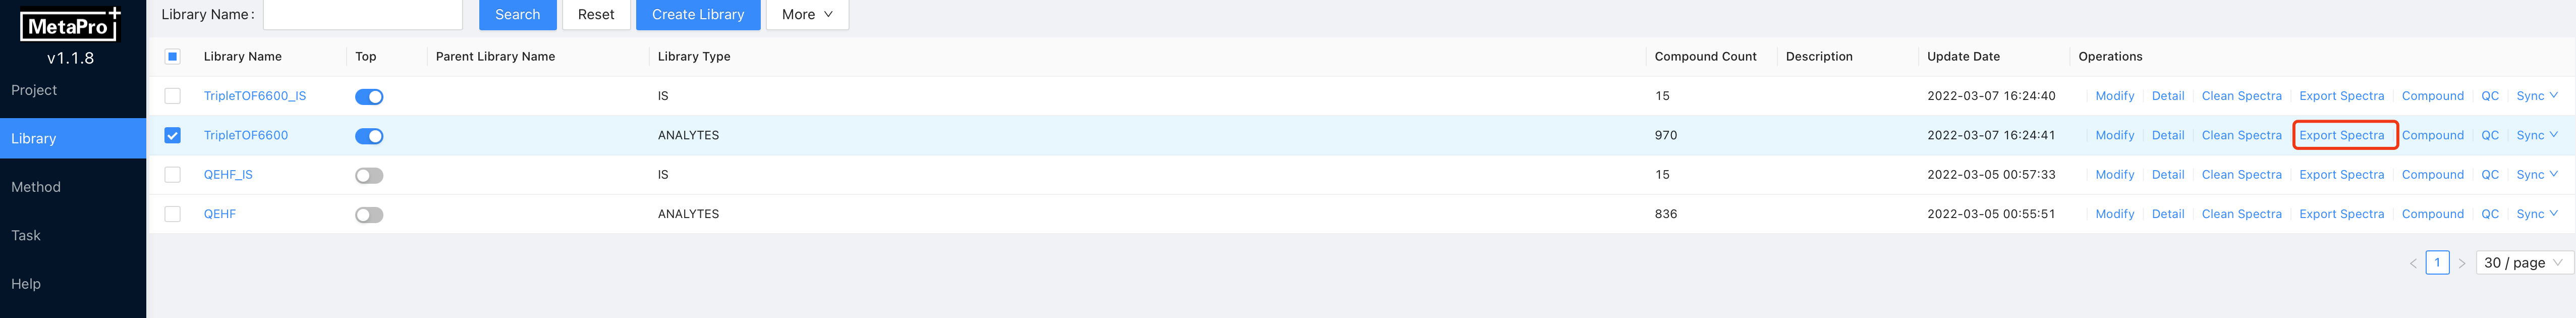 MetaPro+
v1.1.8
Project
Library
Method
Task
Help
Library Name: Search Reset Create Library More
Library Name Top Parent Library Name Library Type Compound Count Description Update Date Operations
TripleTOF6600_IS IS 15 2022-03-07 16:24:40 Modify Detail Clean Spectra Export Spectra Compound QC Sync
TripleTOF6600 ANALYTES 970 2022-03-07 16:24:41 Modify Detail Clean Spectra Export Spectra Compound QC Sync
QEHF_IS IS 15 2022-03-05 00:57:33 Modify Detail Clean Spectra Export Spectra Compound QC Sync
QEHF ANALYTES 836 2022-03-05 00:55:51 Modify Detail Clean Spectra Export Spectra Compound QC Sync
< 1 > 30 / page